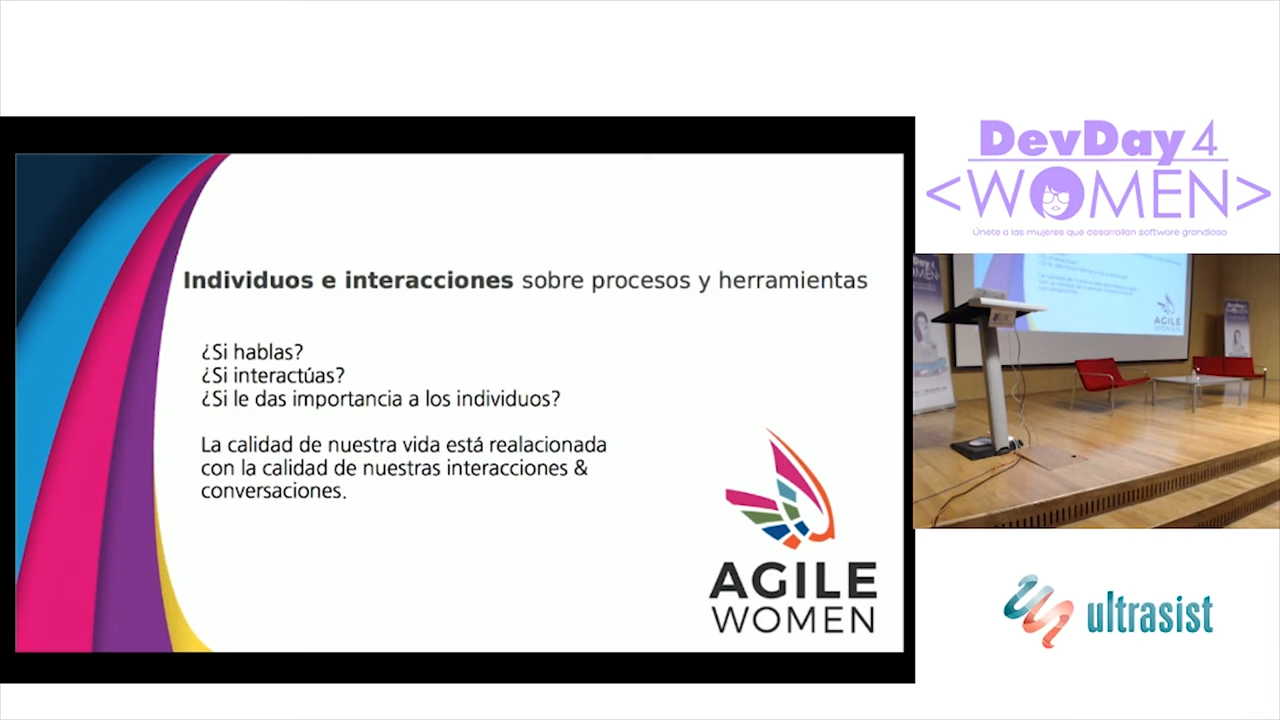 Individuos e interacciones sobre procesos y herramientas
¿Si hablas?
¿Si interactúas?
¿Si le das importancia a los individuos?
La calidad de nuestra vida está realacionada
con la calidad de nuestras interacciones &
conversaciones.
AGILE
WOMEN
DevDay4
<WOMEN>
Únete a las mujeres que desarrollan software grandioso
AGILE
WOMEN
ultrasist